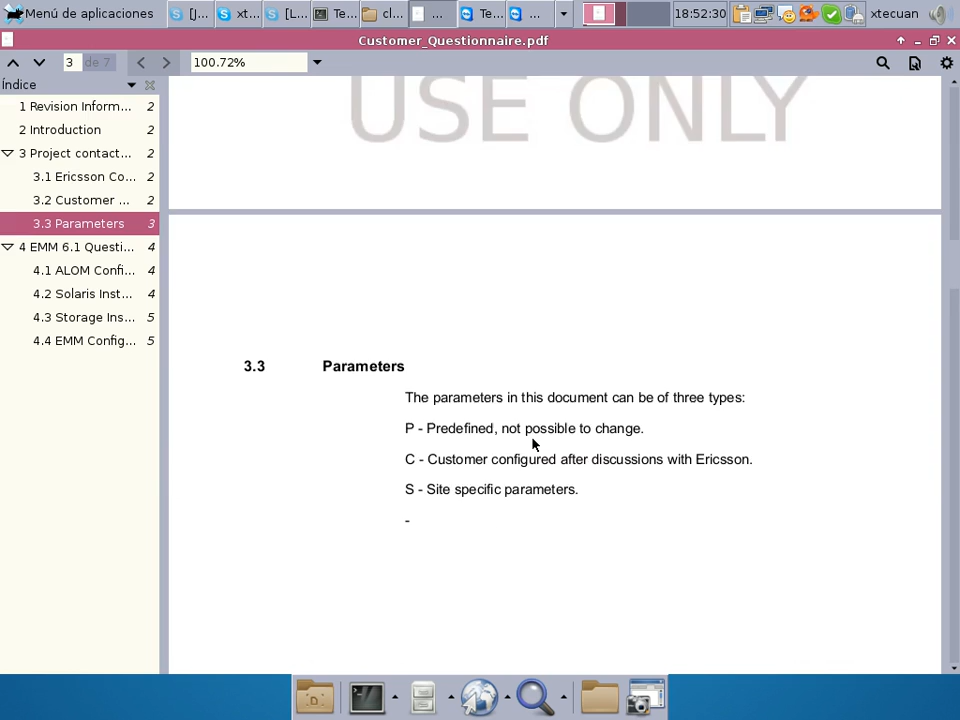 Menú de aplicaciones
[J...
xt...
[L...
Te...
cl...
...
Te...
...
18:52:30
xtecuan
Customer_Questionnaire.pdf
3 de 7
100.72%
Índice
1 Revision Inform... 2
2 Introduction 2
3 Project contact... 2
3.1 Ericsson Co... 2
3.2 Customer ... 2
3.3 Parameters 3
4 EMM 6.1 Questi... 4
4.1 ALOM Confi... 4
4.2 Solaris Inst... 4
4.3 Storage Ins... 5
4.4 EMM Config... 5
USE ONLY
3.3 Parameters
The parameters in this document can be of three types:
P - Predefined, not possible to change.
C - Customer configured after discussions with Ericsson.
S - Site specific parameters.
-